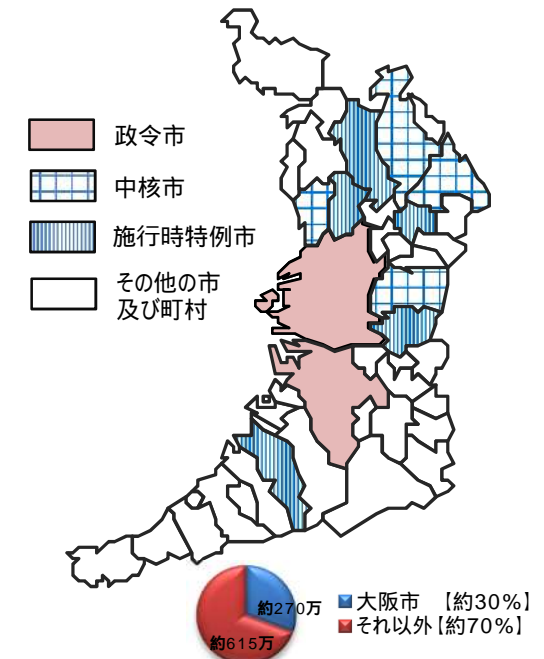 政令市
中核市
施行時特例市
その他の市
及び町村
約270万
約615万
大阪市 【約30%】
それ以外【約70%】